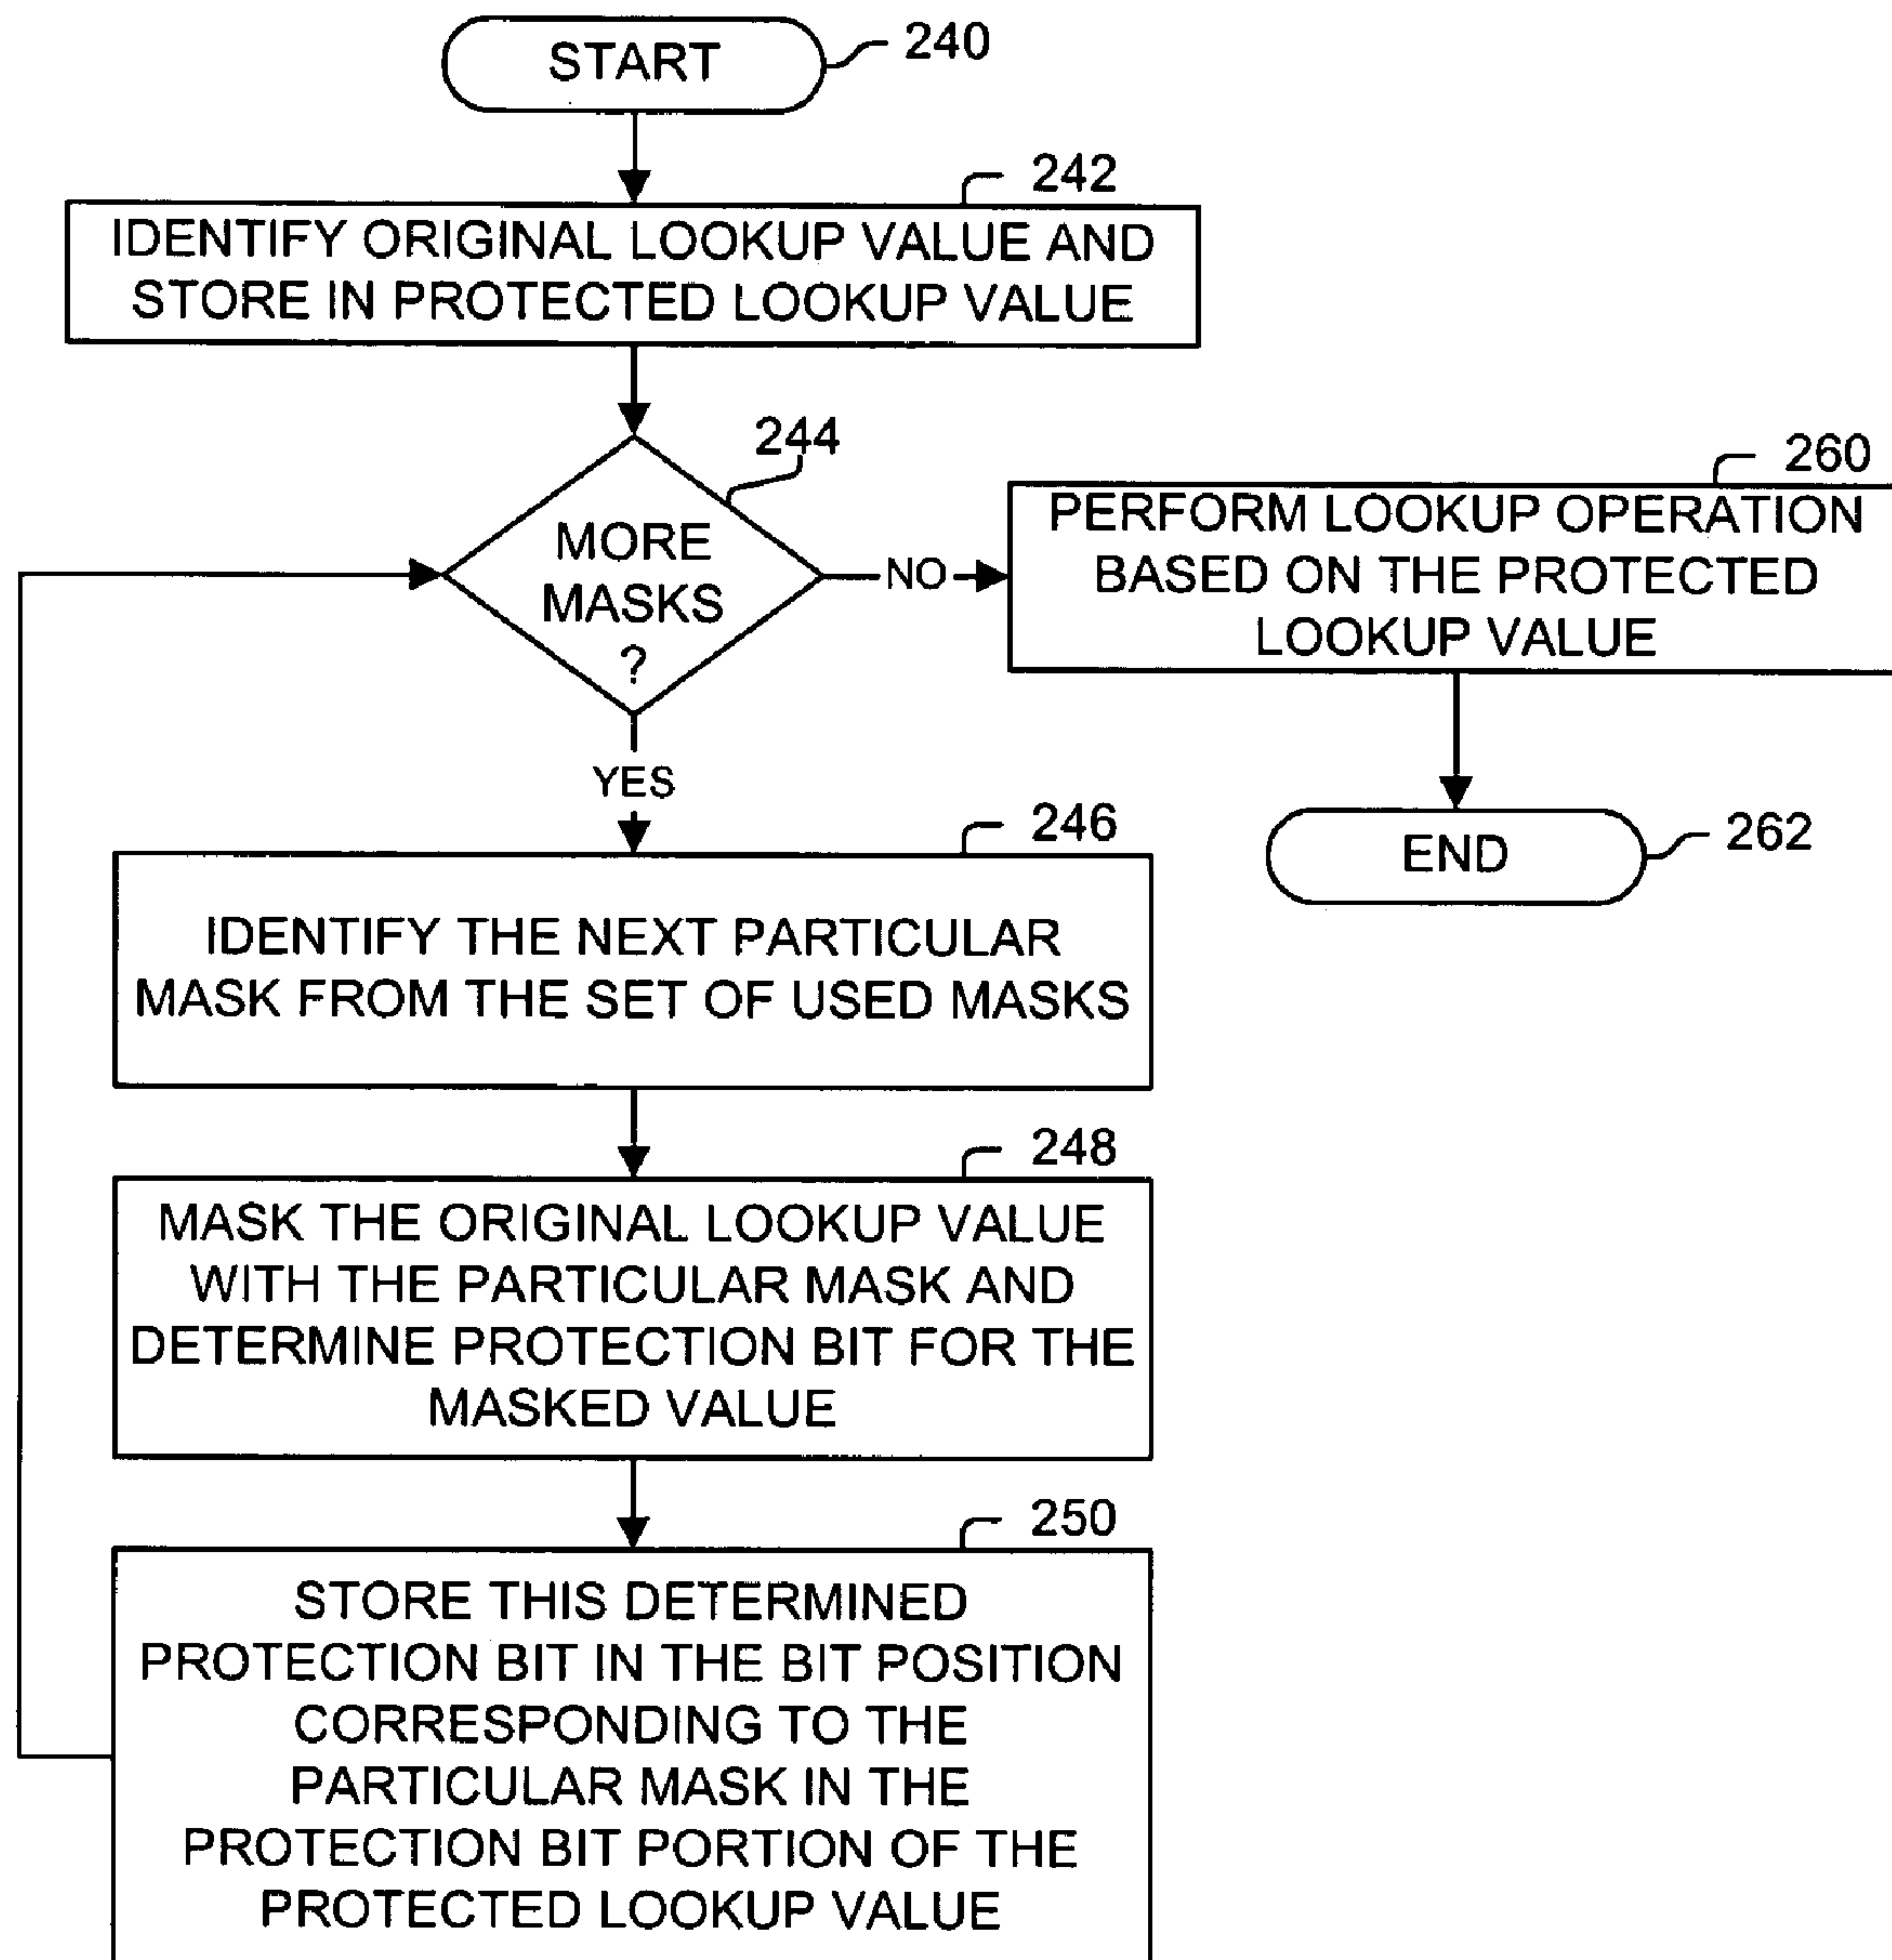 START
240
242
IDENTIFY ORIGINAL LOOKUP VALUE AND
STORE IN PROTECTED LOOKUP VALUE
244
MORE
MASKS
?
NO
260
PERFORM LOOKUP OPERATION
BASED ON THE PROTECTED
LOOKUP VALUE
YES
END
262
246
IDENTIFY THE NEXT PARTICULAR
MASK FROM THE SET OF USED MASKS
248
MASK THE ORIGINAL LOOKUP VALUE
WITH THE PARTICULAR MASK AND
DETERMINE PROTECTION BIT FOR THE
MASKED VALUE
250
STORE THIS DETERMINED
PROTECTION BIT IN THE BIT POSITION
CORRESPONDING TO THE
PARTICULAR MASK IN THE
PROTECTION BIT PORTION OF THE
PROTECTED LOOKUP VALUE